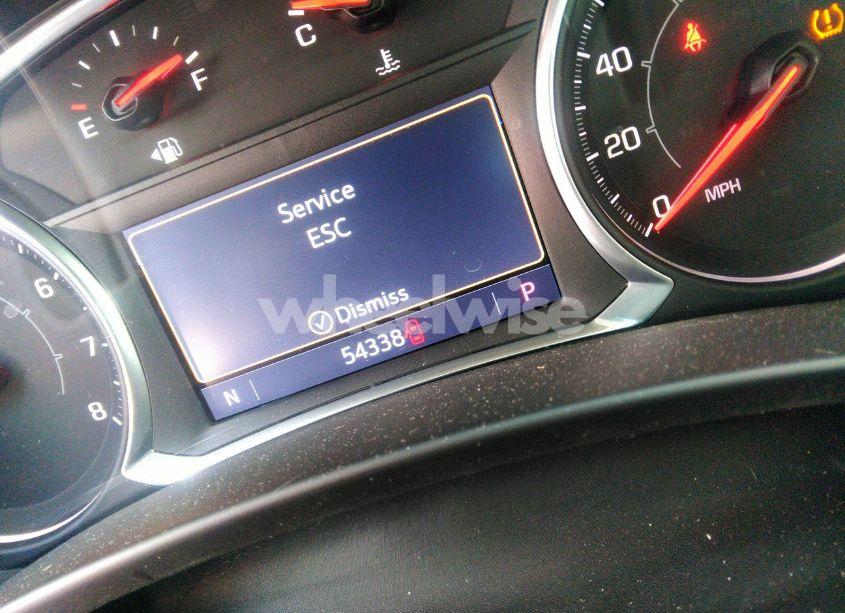 C
F
E
40
20
0
MPH
Service
ESC
Dismiss
wheelwise
P
54338
N
6
7
8